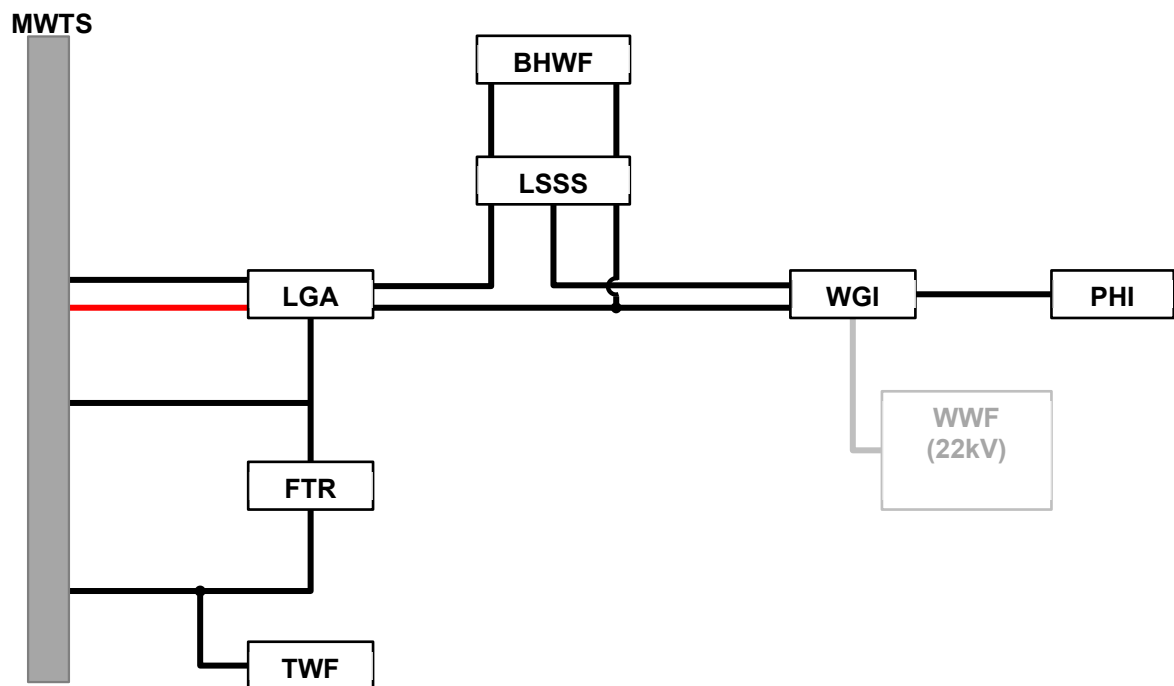 MWTS
BHWF
LSSS
LGA
WGI
PHI
WWF
(22kV)
FTR
TWF